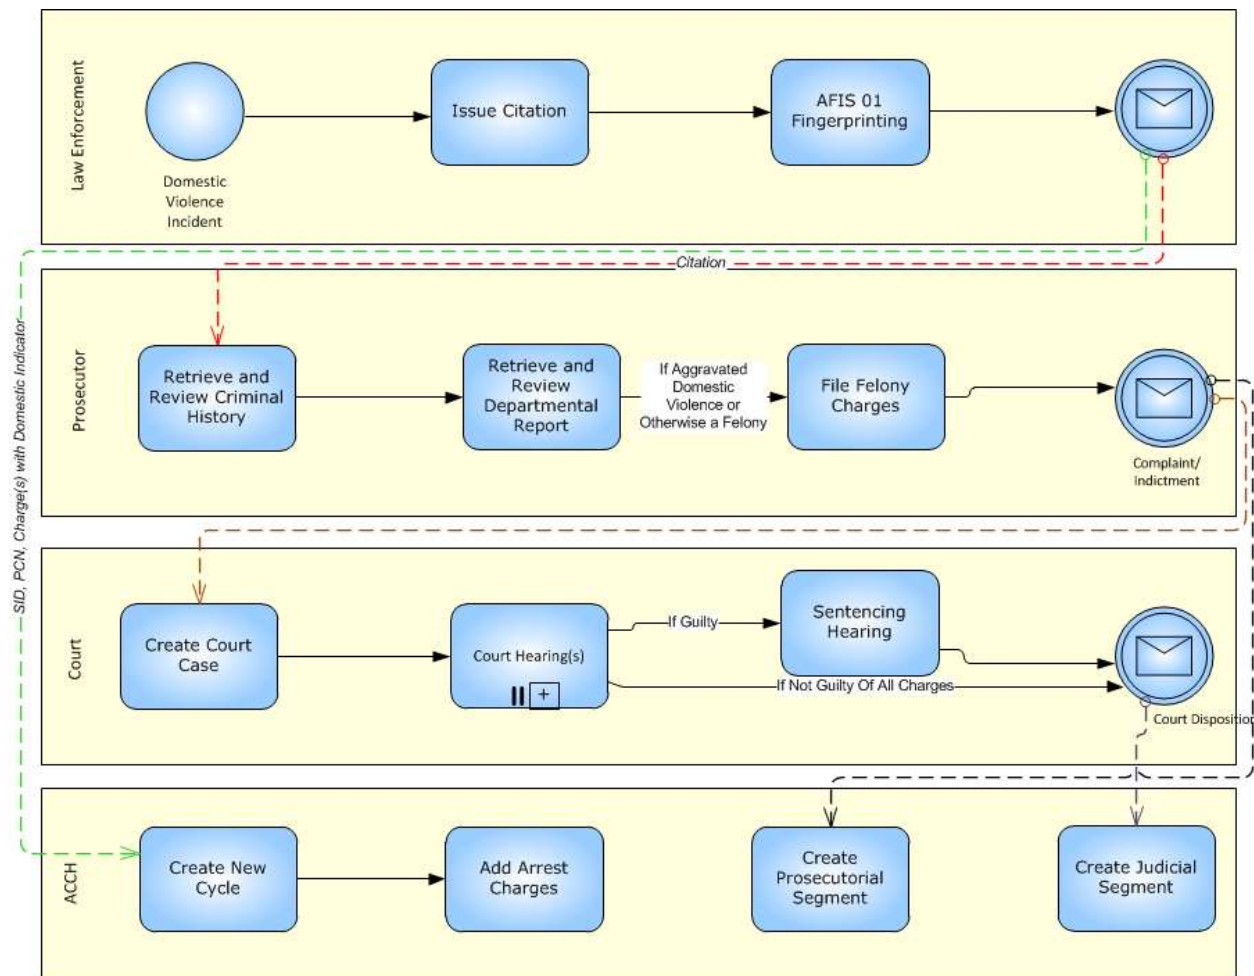 Law Enforcement
Domestic
Violence
Incident
Issue Citation
AFIS 01
Fingerprinting
Citation
SID, PCN, Charge(s) with Domestic Indicator
Prosecutor
Retrieve and
Review Criminal
History
Retrieve and
Review
Departmental
Report
If Aggravated
Domestic
Violence or
Otherwise a Felony
File Felony
Charges
Complaint/
Indictment
Court
Create Court
Case
Court Hearing(s)
+
If Guilty
Sentencing
Hearing
If Not Guilty Of All Charges
Court Disposition
ACCH
Create New
Cycle
Add Arrest
Charges
Create
Prosecutorial
Segment
Create Judicial
Segment